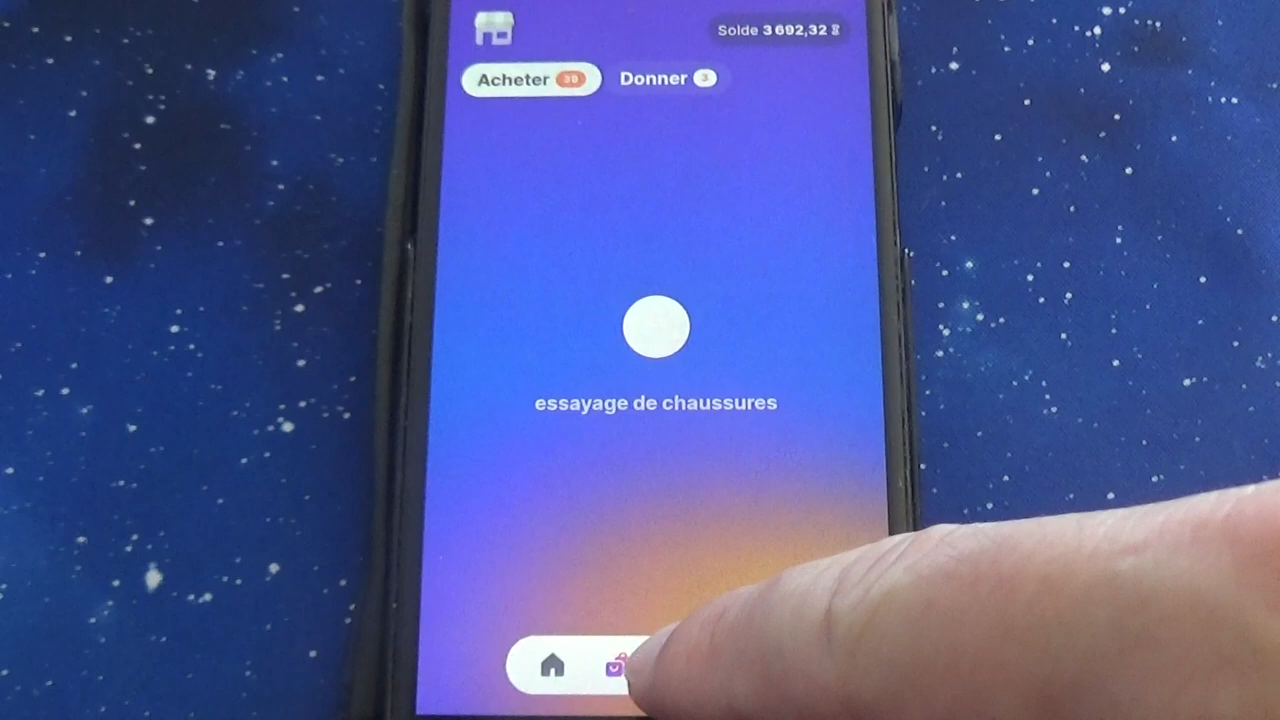 Solde 3 692,32
Acheter 30
Donner 3
essayage de chaussures